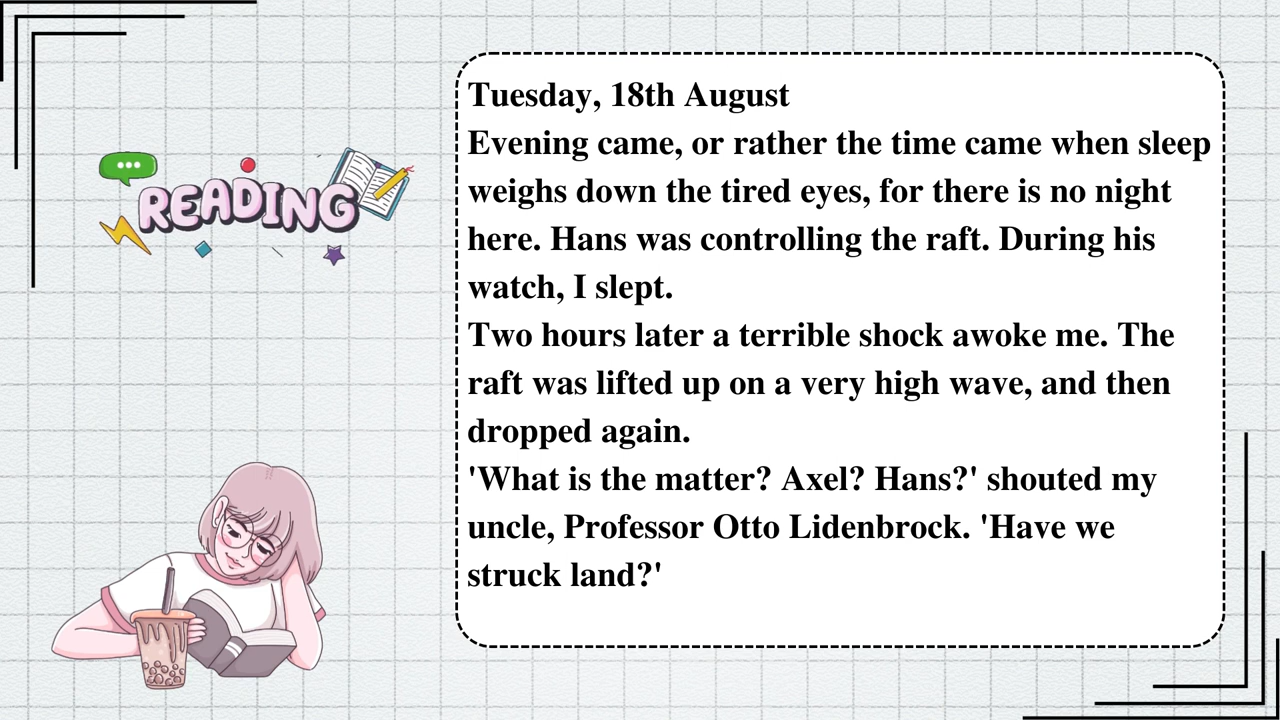 READING
Tuesday, 18th August
Evening came, or rather the time came when sleep
weighs down the tired eyes, for there is no night
here. Hans was controlling the raft. During his
watch, I slept.
Two hours later a terrible shock awoke me. The
raft was lifted up on a very high wave, and then
dropped again.
'What is the matter? Axel? Hans?' shouted my
uncle, Professor Otto Lidenbrock. 'Have we
struck land?'